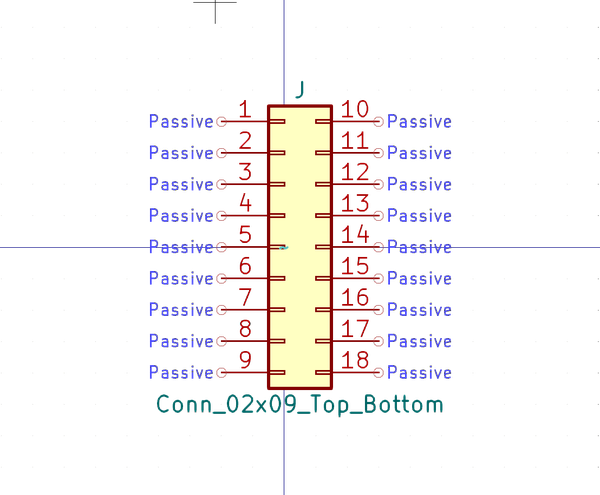 J
Passive 1 10 Passive
Passive 2 11 Passive
Passive 3 12 Passive
Passive 4 13 Passive
Passive 5 14 Passive
Passive 6 15 Passive
Passive 7 16 Passive
Passive 8 17 Passive
Passive 9 18 Passive
Conn_02x09_Top_Bottom